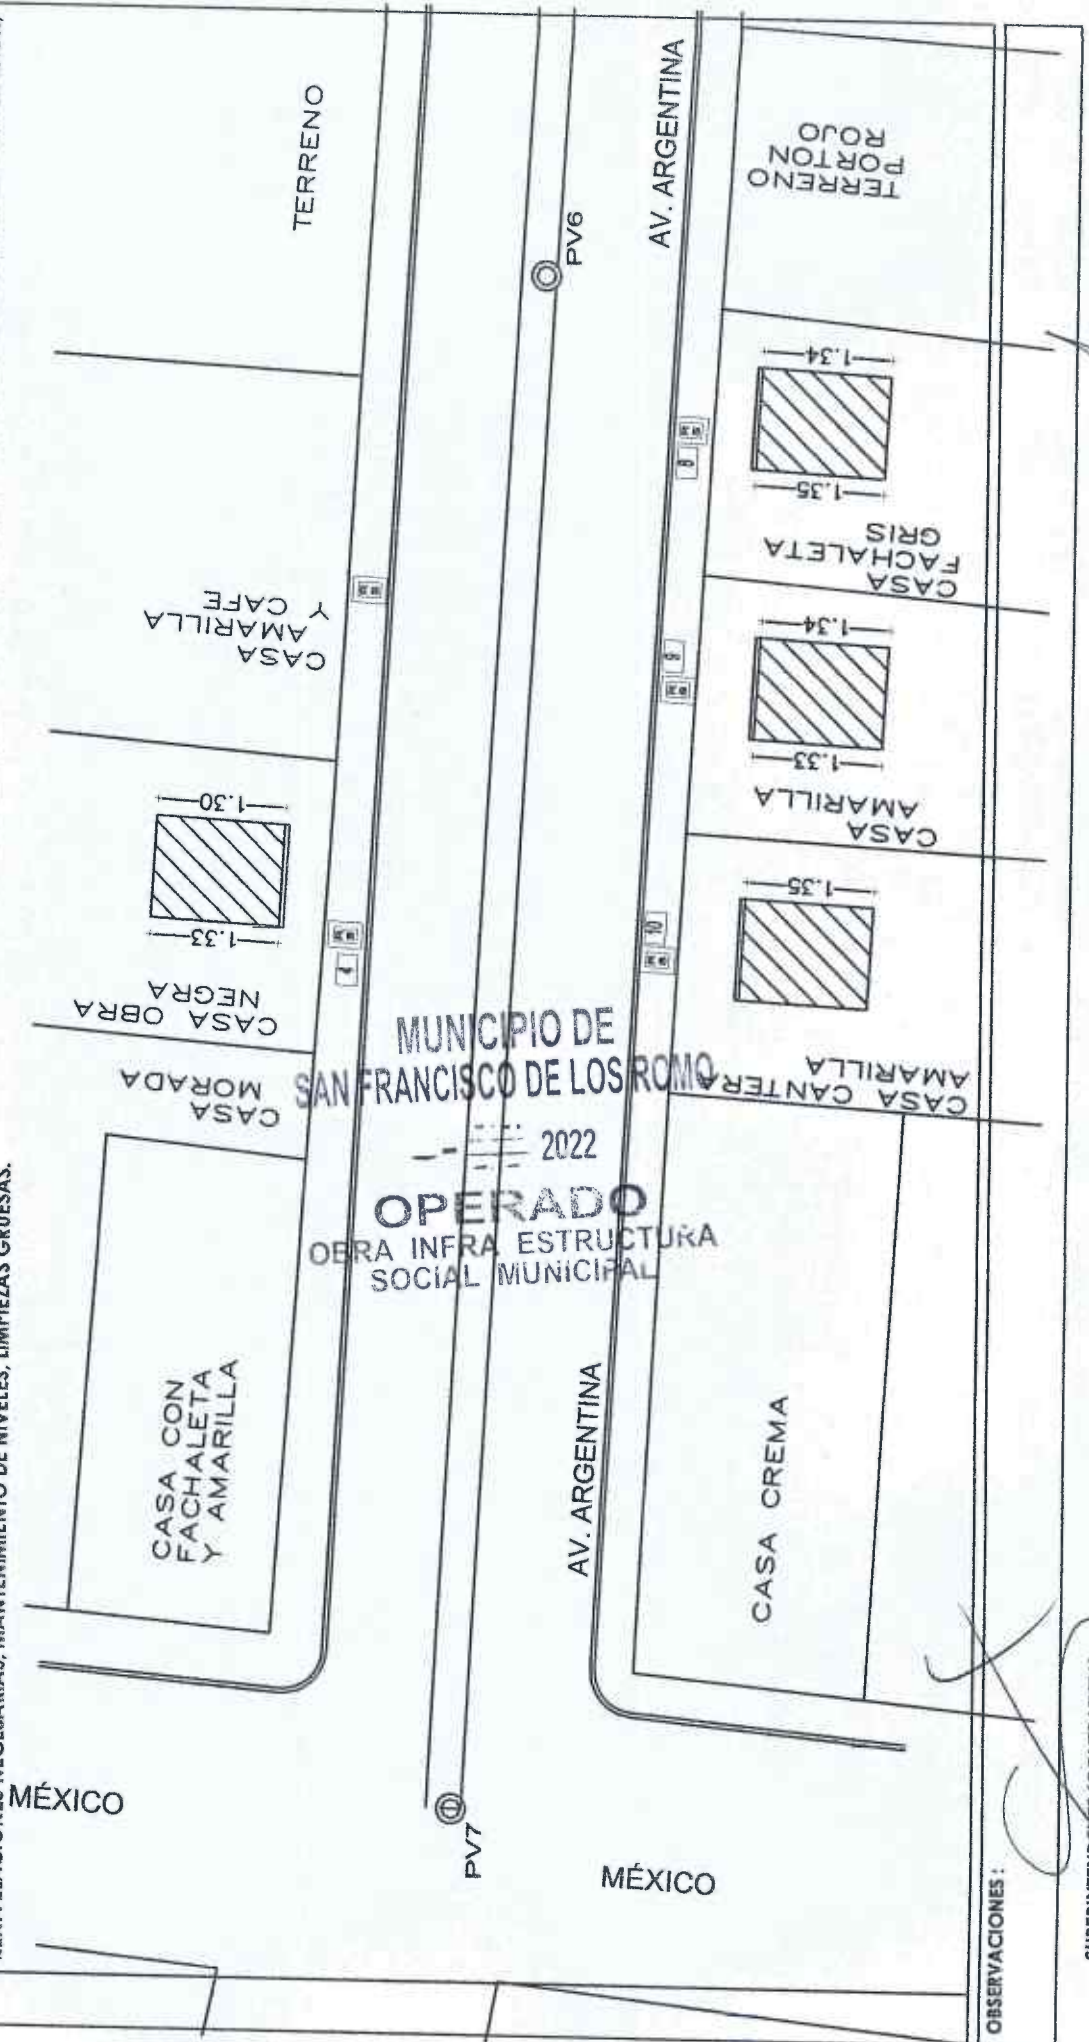 MANTENIMIENTO DE NIVELES, LIMPIEZAS GRUESAS.
TERRENO
AV. ARGENTINA
TERRENO
PORTON
ROJO
PV6
1.34
1.35
CASA
FACHALETA
GRIS
8
CASA
AMARILLA
Y CAFE
9
1.34
1.33
CASA
AMARILLA
1.30
1.33
CASA OBRA
NEGRA
4
10
1.35
CASA CANTERA
AMARILLA
CASA
MORADA
MUNICIPIO DE
SAN FRANCISCO DE LOS ROMO
2022
OPERADO
OBRA INFRA ESTRUCTURA
SOCIAL MUNICIPAL
CASA CON
FACHALETA
Y AMARILLA
AV. ARGENTINA
CASA CREMA
MÉXICO
PV7
MÉXICO
OBSERVACIONES :